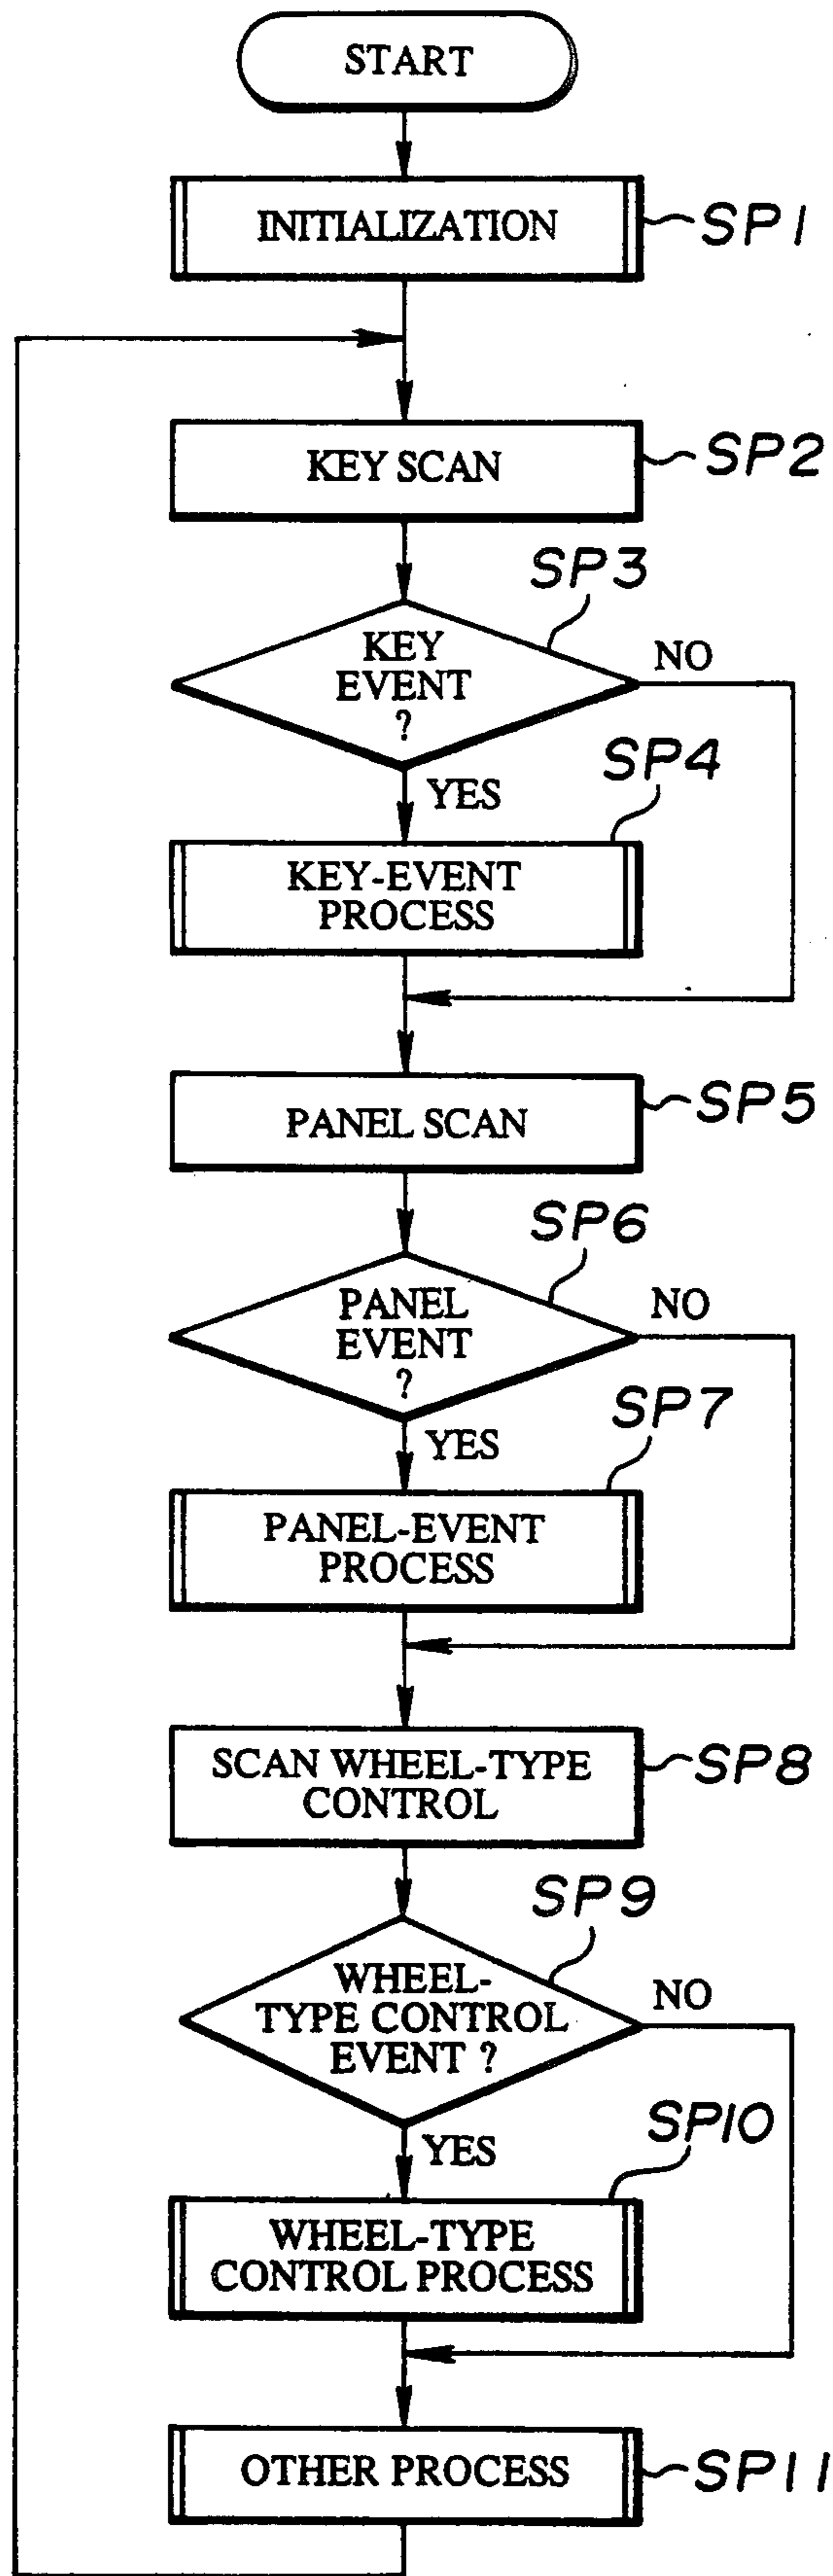 START
INITIALIZATION
SP1
KEY SCAN
SP2
SP3
KEY
EVENT
?
NO
YES
SP4
KEY-EVENT
PROCESS
PANEL SCAN
SP5
SP6
PANEL
EVENT
?
NO
YES
SP7
PANEL-EVENT
PROCESS
SCAN WHEEL-TYPE
CONTROL
SP8
SP9
WHEEL-
TYPE CONTROL
EVENT ?
NO
YES
SP10
WHEEL-TYPE
CONTROL PROCESS
OTHER PROCESS
SP11